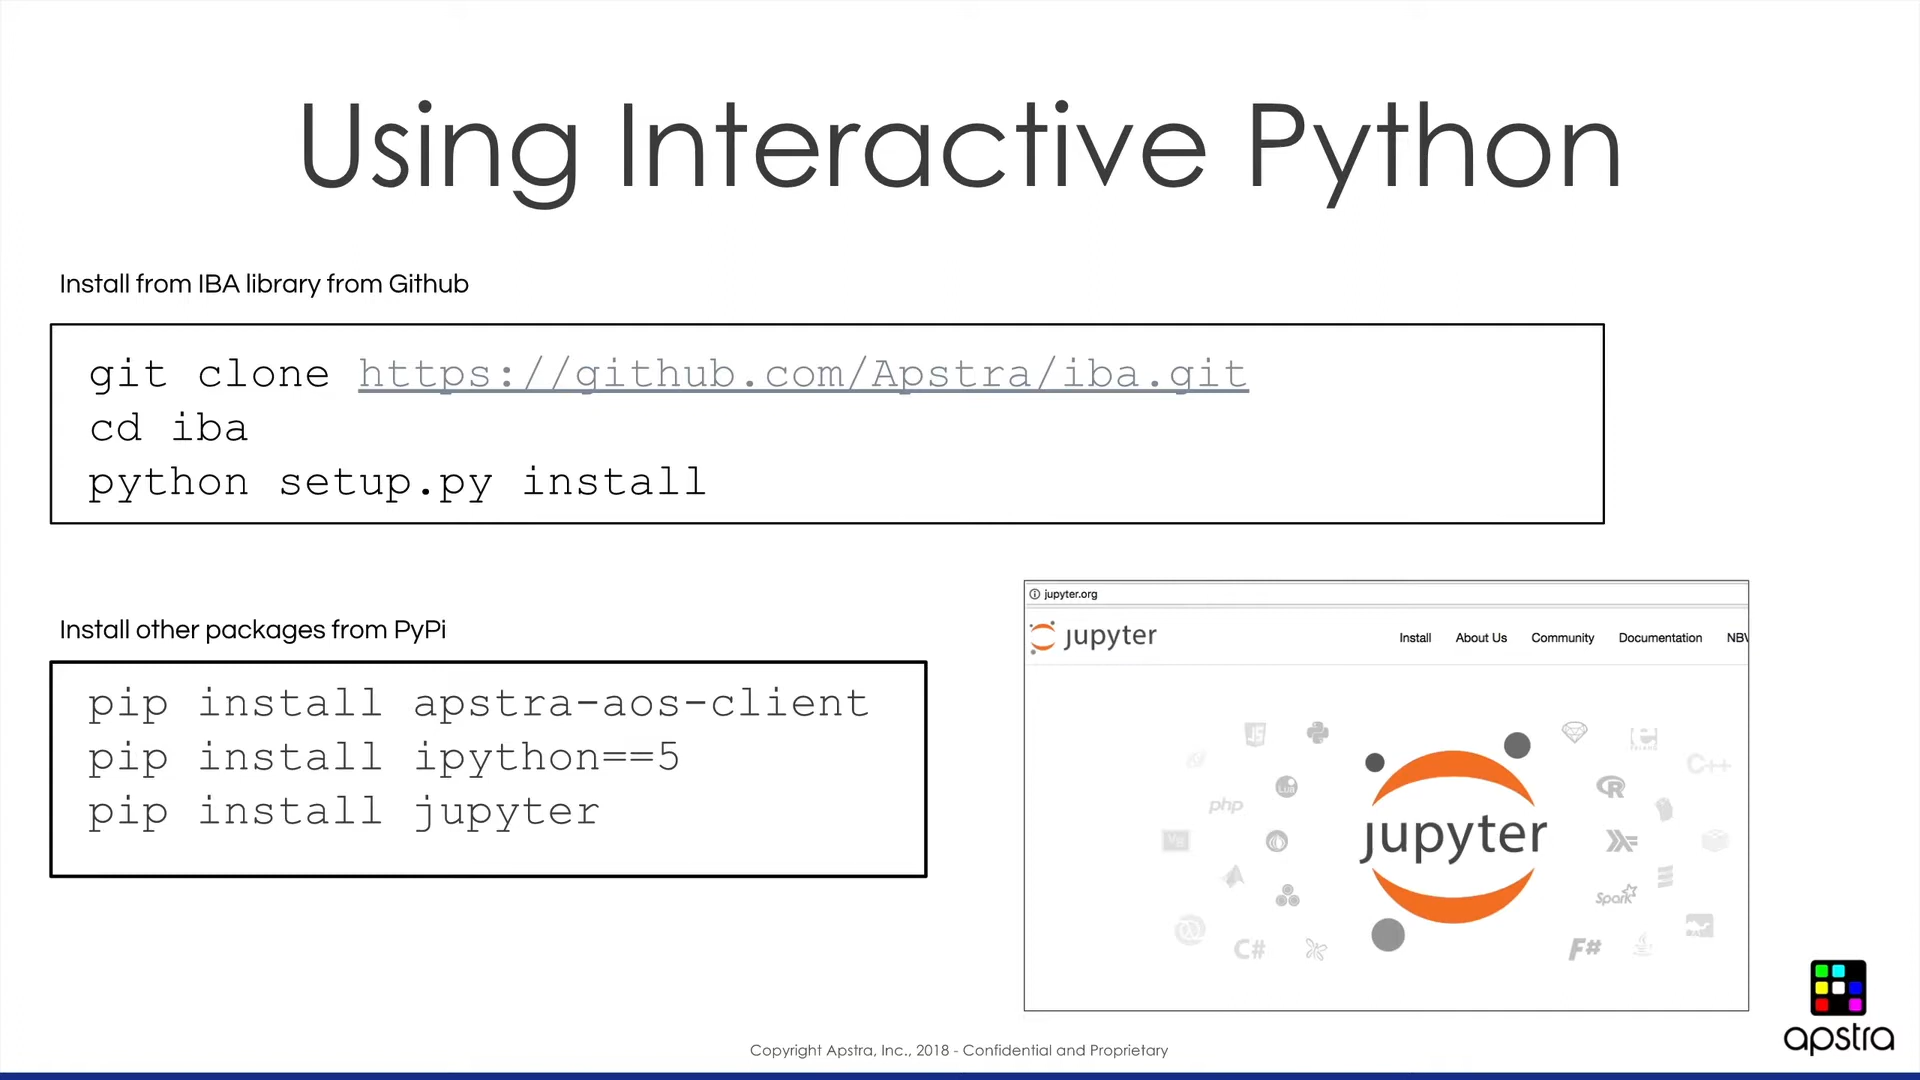 Using Interactive Python
Install from IBA library from Github
git clone https://github.com/Apstra/iba.git
cd iba
python setup.py install
Install other packages from PyPi
pip install apstra-aos-client
pip install ipython==5
pip install jupyter
jupyter.org
jupyter
Install About Us Community Documentation
JS
C++
Lua
R
php
jupyter
VB
Spark
C#
F#
apstra
Copyright Apstra, Inc., 2018 - Confidential and Proprietary